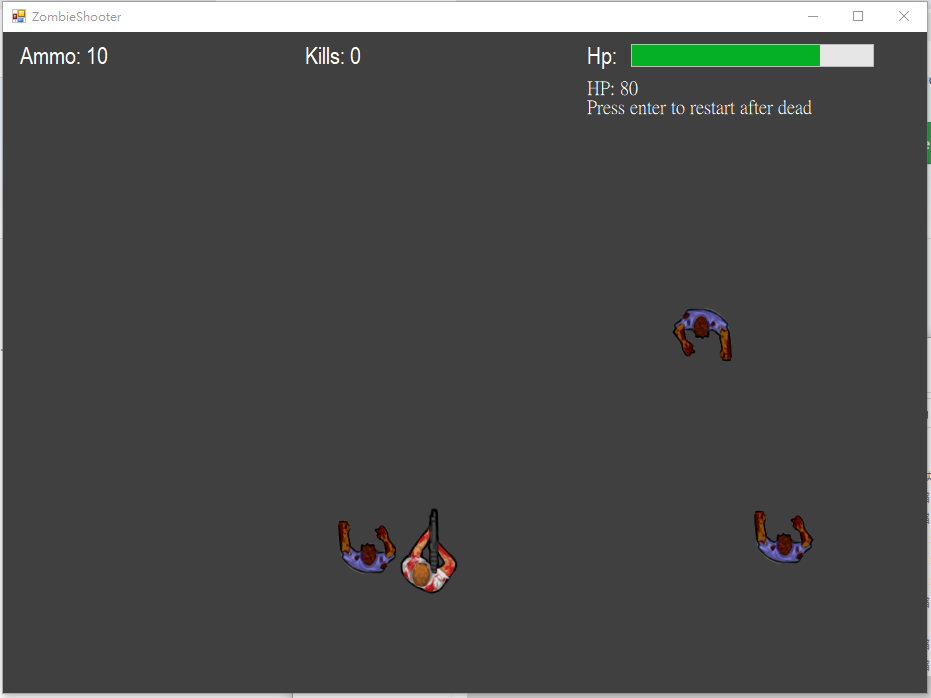 ZombieShooter
Ammo: 10
Kills: 0
Hp:
HP: 80
Press enter to restart after dead